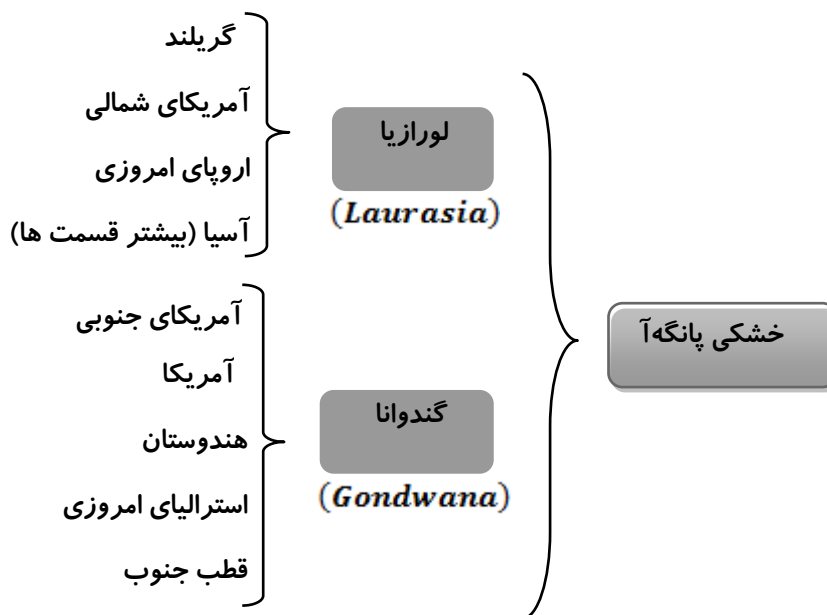 خشکی پانگه‌آ
لورازیا
(Laurasia)
گریلند
آمریکای شمالی
اروپای امروزی
آسیا (بیشتر قسمت ها)
گندوانا
(Gondwana)
آمریکای جنوبی
آمریکا
هندوستان
استرالیای امروزی
قطب جنوب